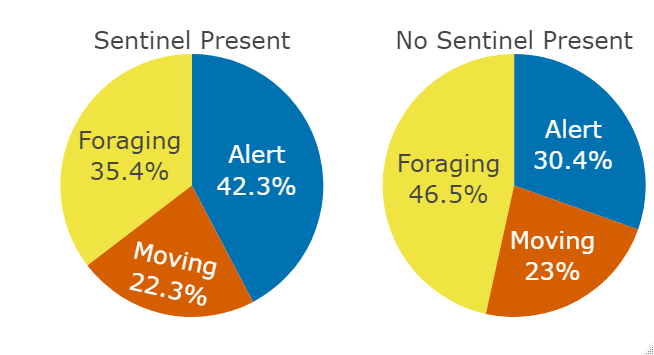 Sentinel Present
No Sentinel Present
Foraging
35.4%
Alert
42.3%
Moving
22.3%
Foraging
46.5%
Alert
30.4%
Moving
23%